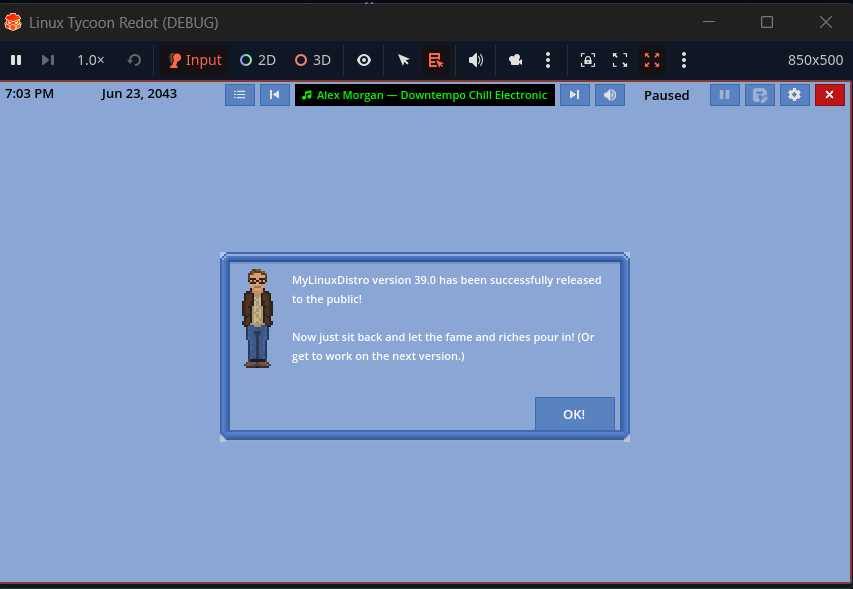 Linux Tycoon Redot (DEBUG)
1.0×
Input
2D
3D
850x500
7:03 PM
Jun 23, 2043
Alex Morgan — Downtempo Chill Electronic
Paused
MyLinuxDistro version 39.0 has been successfully released
to the public!
Now just sit back and let the fame and riches pour in! (Or
get to work on the next version.)
OK!